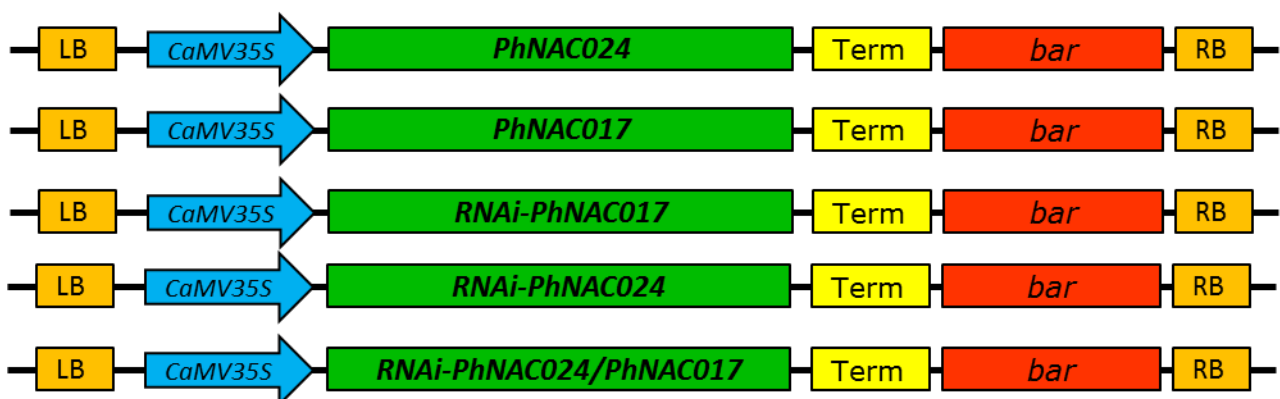 LB CaMV35S PhNAC024 Term bar RB
LB CaMV35S PhNAC017 Term bar RB
LB CaMV35S RNAi-PhNAC017 Term bar RB
LB CaMV35S RNAi-PhNAC024 Term bar RB
LB CaMV35S RNAi-PhNAC024/PhNAC017 Term bar RB